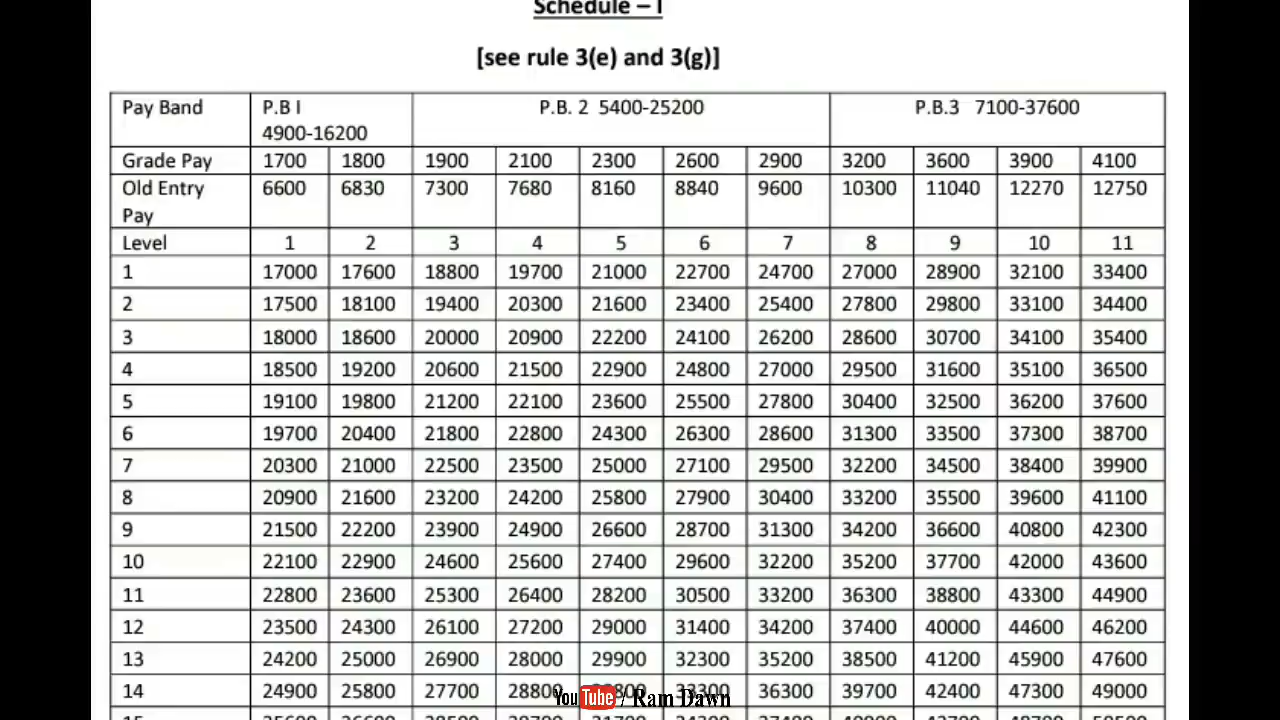 Schedule – I
[see rule 3(e) and 3(g)]
Pay Band P.B I P.B. 2 5400-25200 P.B.3 7100-37600
4900-16200
Grade Pay 1700 1800 1900 2100 2300 2600 2900 3200 3600 3900 4100
Old Entry 6600 6830 7300 7680 8160 8840 9600 10300 11040 12270 12750
Pay
Level 1 2 3 4 5 6 7 8 9 10 11
1 17000 17600 18800 19700 21000 22700 24700 27000 28900 32100 33400
2 17500 18100 19400 20300 21600 23400 25400 27800 29800 33100 34400
3 18000 18600 20000 20900 22200 24100 26200 28600 30700 34100 35400
4 18500 19200 20600 21500 22900 24800 27000 29500 31600 35100 36500
5 19100 19800 21200 22100 23600 25500 27800 30400 32500 36200 37600
6 19700 20400 21800 22800 24300 26300 28600 31300 33500 37300 38700
7 20300 21000 22500 23500 25000 27100 29500 32200 34500 38400 39900
8 20900 21600 23200 24200 25800 27900 30400 33200 35500 39600 41100
9 21500 22200 23900 24900 26600 28700 31300 34200 36600 40800 42300
10 22100 22900 24600 25600 27400 29600 32200 35200 37700 42000 43600
11 22800 23600 25300 26400 28200 30500 33200 36300 38800 43300 44900
12 23500 24300 26100 27200 29000 31400 34200 37400 40000 44600 46200
13 24200 25000 26900 28000 29900 32300 35200 38500 41200 45900 47600
14 24900 25800 27700 28800 36300 39700 42400 47300 49000
YouTube / Ram Dawn